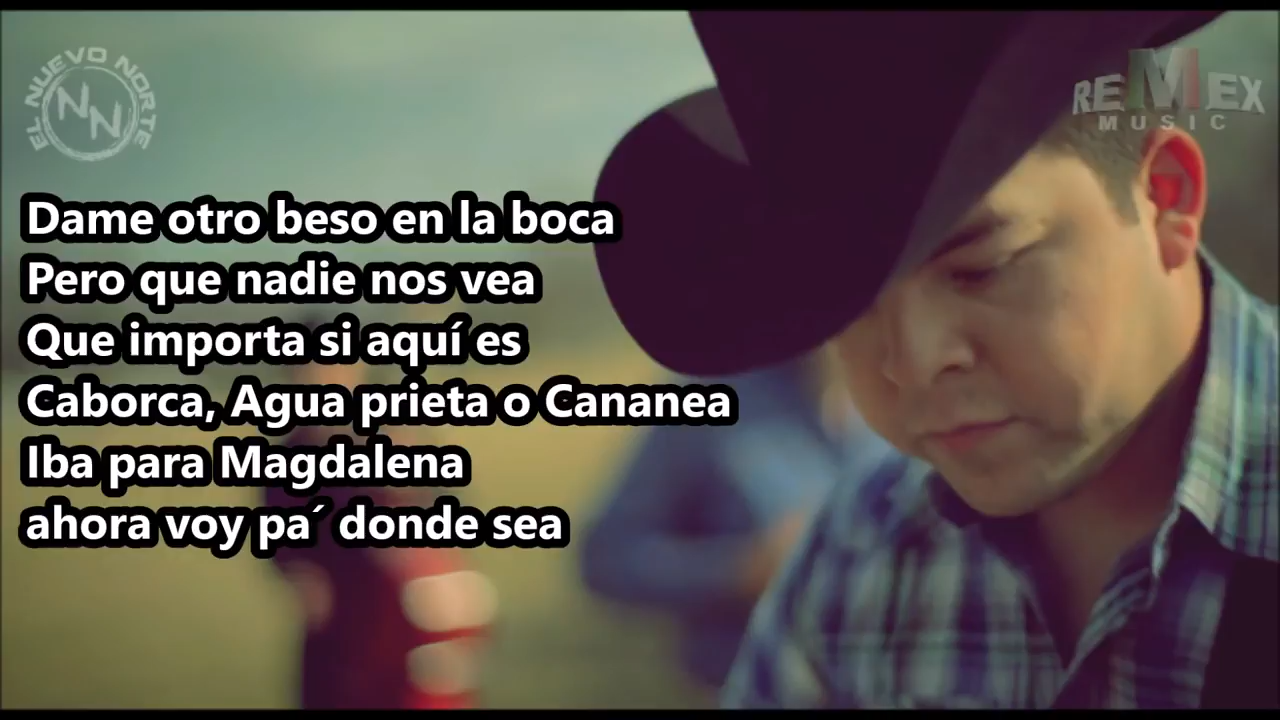 EL NUEVO NORTE
NN
REMEX
MUSIC
Dame otro beso en la boca
Pero que nadie nos vea
Que importa si aquí es
Caborca, Agua prieta o Cananea
Iba para Magdalena
ahora voy pa´ donde sea